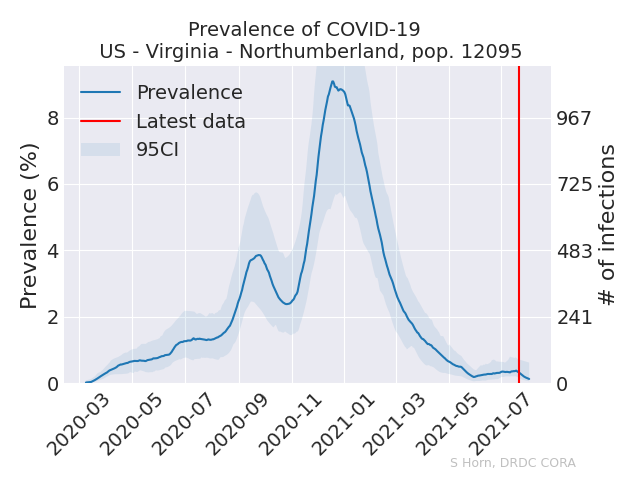 Prevalence of COVID-19
US - Virginia - Northumberland, pop. 12095
Prevalence
Latest data
95CI
Prevalence (%)
8
6
4
2
0
# of infections
967
725
483
241
0
2020-03
2020-05
2020-07
2020-09
2020-11
2021-01
2021-03
2021-05
2021-07
S Horn, DRDC CORA